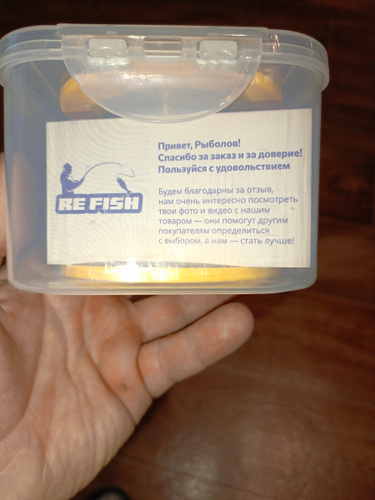 RE FISH
Привет, Рыболов!
Спасибо за заказ и за доверие!
Пользуйся с удовольствием
Будем благодарны за отзыв,
нам очень интересно посмотреть
твои фото и видео с нашим
товаром — они помогут другим
покупателям определиться
с выбором, а нам — стать лучше!